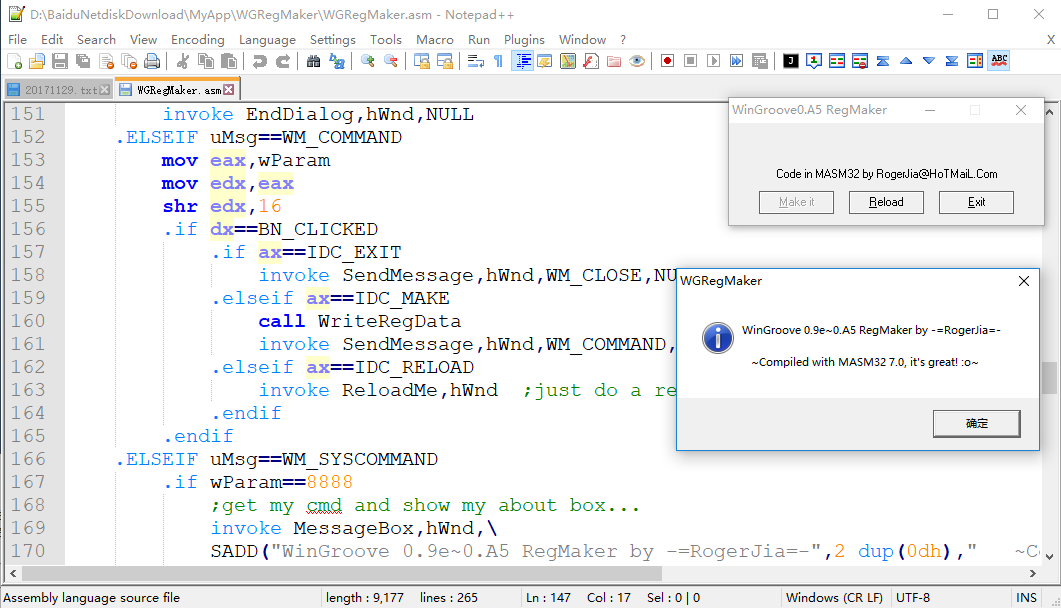 D:\BaiduNetdiskDownload\MyApp\WGRegMaker\WGRegMaker.asm - Notepad++
File Edit Search View Encoding Language Settings Tools Macro Run Plugins Window ? X
20171129.txt WGRegMaker.asm
151 invoke EndDialog,hWnd,NULL
152 .ELSEIF uMsg==WM_COMMAND
153 mov eax,wParam
154 mov edx,eax
155 shr edx,16
156 .if dx==BN_CLICKED
157 .if ax==IDC_EXIT
158 invoke SendMessage,hWnd,WM_CLOSE,NU
159 .elseif ax==IDC_MAKE
160 call WriteRegData
161 invoke SendMessage,hWnd,WM_COMMAND,
162 .elseif ax==IDC_RELOAD
163 invoke ReloadMe,hWnd ;just do a re
164 .endif
165 .endif
166 .ELSEIF uMsg==WM_SYSCOMMAND
167 .if wParam==8888
168 ;get my cmd and show my about box...
169 invoke MessageBox,hWnd,\
170 SADD("WinGroove 0.9e~0.A5 RegMaker by -=RogerJia=-",2 dup(0dh)," ~C
WinGroove0.A5 RegMaker
Code in MASM32 by RogerJia@HoTMaiL.Com
Make it Reload Exit
WGRegMaker
WinGroove 0.9e~0.A5 RegMaker by -=RogerJia=-
~Compiled with MASM32 7.0, it's great! :o~
确定
Assembly language source file length : 9,177 lines : 265 Ln : 147 Col : 17 Sel : 0 | 0 Windows (CR LF) UTF-8 INS